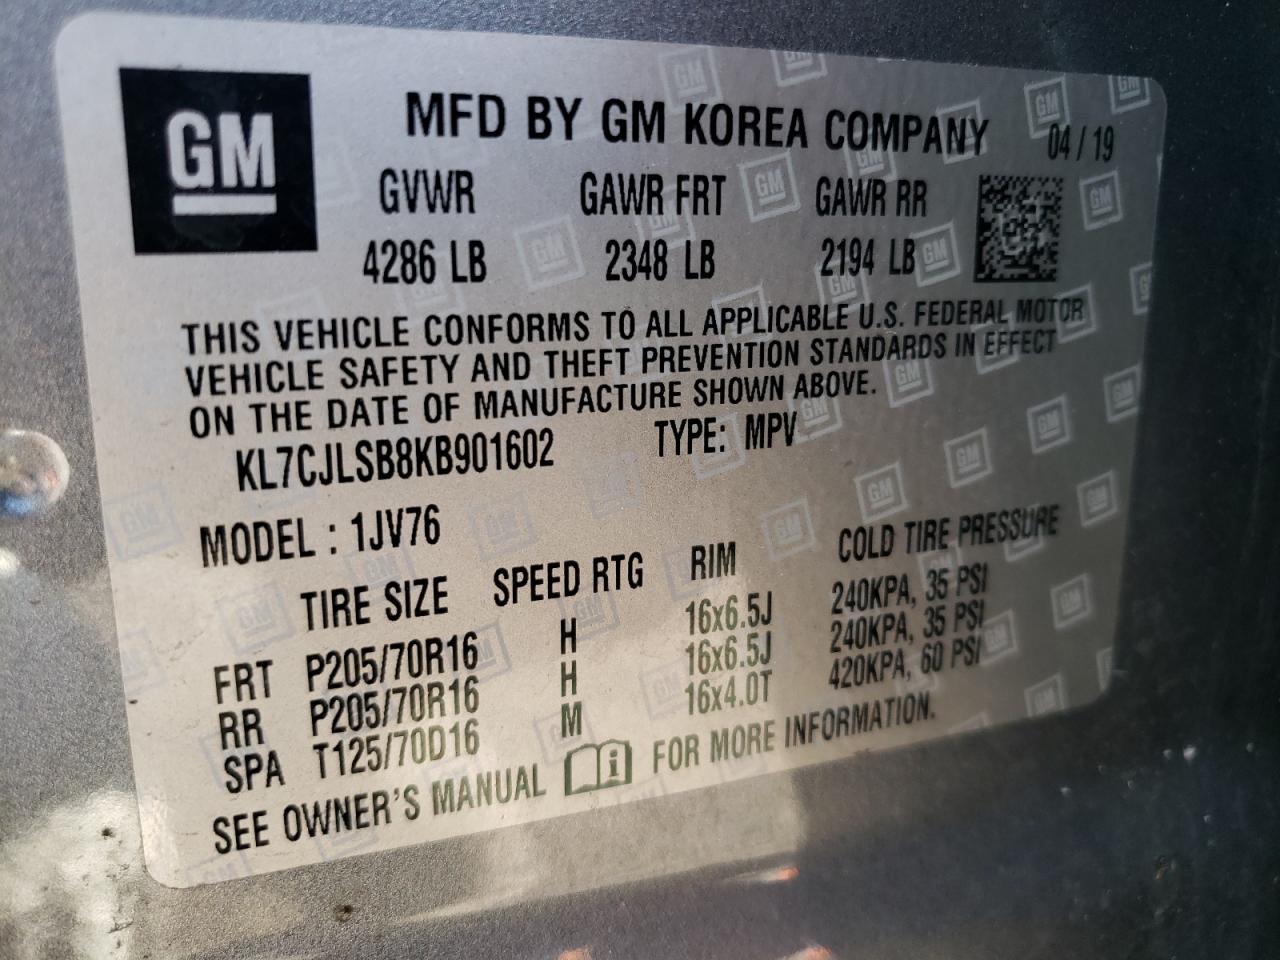 GM
MFD BY GM KOREA COMPANY 04 / 19
GVWR GAWR FRT GAWR RR
4286 LB 2348 LB 2194 LB
THIS VEHICLE CONFORMS TO ALL APPLICABLE U.S. FEDERAL MOTOR
VEHICLE SAFETY AND THEFT PREVENTION STANDARDS IN EFFECT
ON THE DATE OF MANUFACTURE SHOWN ABOVE.
KL7CJLSB8KB901602 TYPE: MPV
MODEL : 1JV76
TIRE SIZE SPEED RTG RIM COLD TIRE PRESSURE
FRT P205/70R16 H 16x6.5J 240KPA, 35 PSI
RR P205/70R16 H 16x6.5J 240KPA, 35 PSI
SPA T125/70D16 M 16x4.0T 420KPA, 60 PSI
SEE OWNER'S MANUAL i FOR MORE INFORMATION.